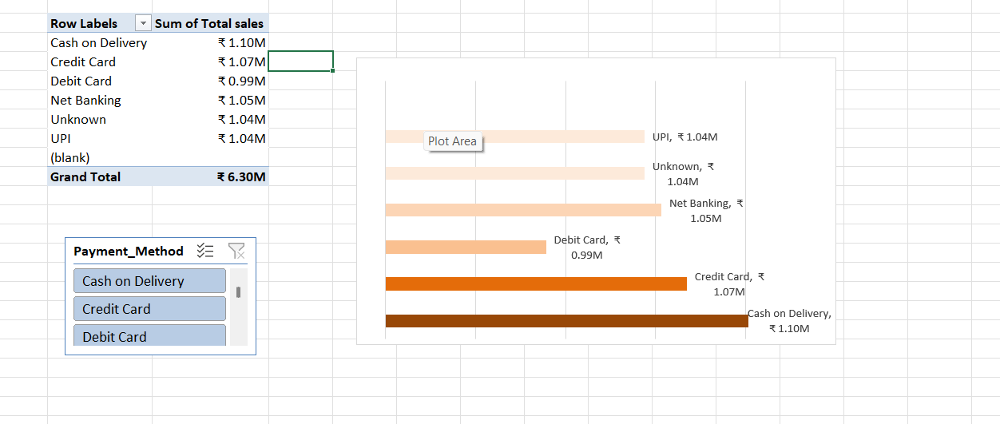 Row Labels Sum of Total sales
Cash on Delivery ₹ 1.10M
Credit Card ₹ 1.07M
Debit Card ₹ 0.99M
Net Banking ₹ 1.05M
Unknown ₹ 1.04M
UPI ₹ 1.04M
(blank)
Grand Total ₹ 6.30M
Payment_Method
Cash on Delivery
Credit Card
Debit Card
Plot Area
UPI, ₹ 1.04M
Unknown, ₹
1.04M
Net Banking, ₹
1.05M
Debit Card, ₹
0.99M
Credit Card, ₹
1.07M
Cash on Delivery,
₹ 1.10M